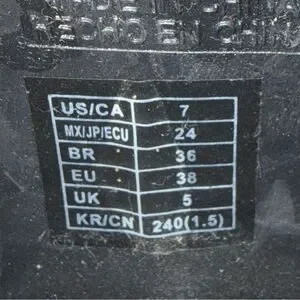 HECHO EN CHINA
US/CA 7
MX/JP/ECU 24
BR 36
EU 38
UK 5
KR/CN 240(1.5)